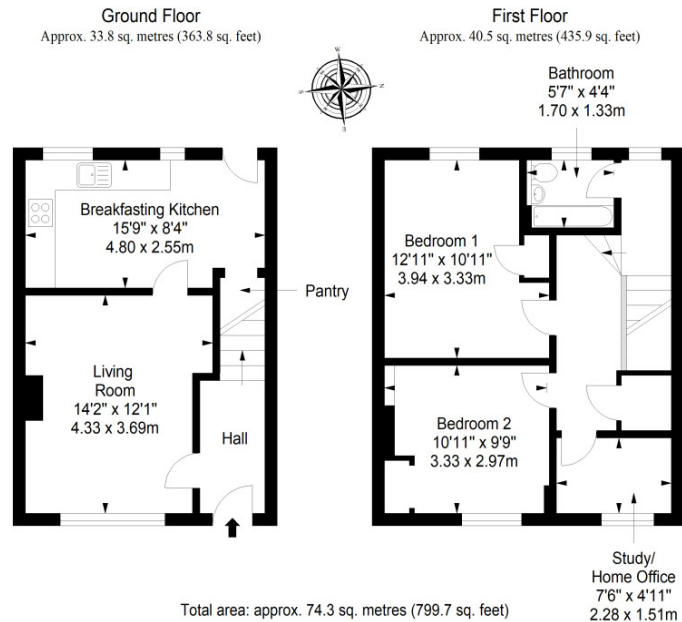 Ground Floor
Approx. 33.8 sq. metres (363.8 sq. feet)
First Floor
Approx. 40.5 sq. metres (435.9 sq. feet)
W
S
N
E
Bathroom
5'7" x 4'4"
1.70 x 1.33m
Breakfasting Kitchen
15'9" x 8'4"
4.80 x 2.55m
Pantry
Living
Room
14'2" x 12'1"
4.33 x 3.69m
Hall
Bedroom 1
12'11" x 10'11"
3.94 x 3.33m
Bedroom 2
10'11" x 9'9"
3.33 x 2.97m
Study/
Home Office
7'6" x 4'11"
2.28 x 1.51m
Total area: approx. 74.3 sq. metres (799.7 sq. feet)